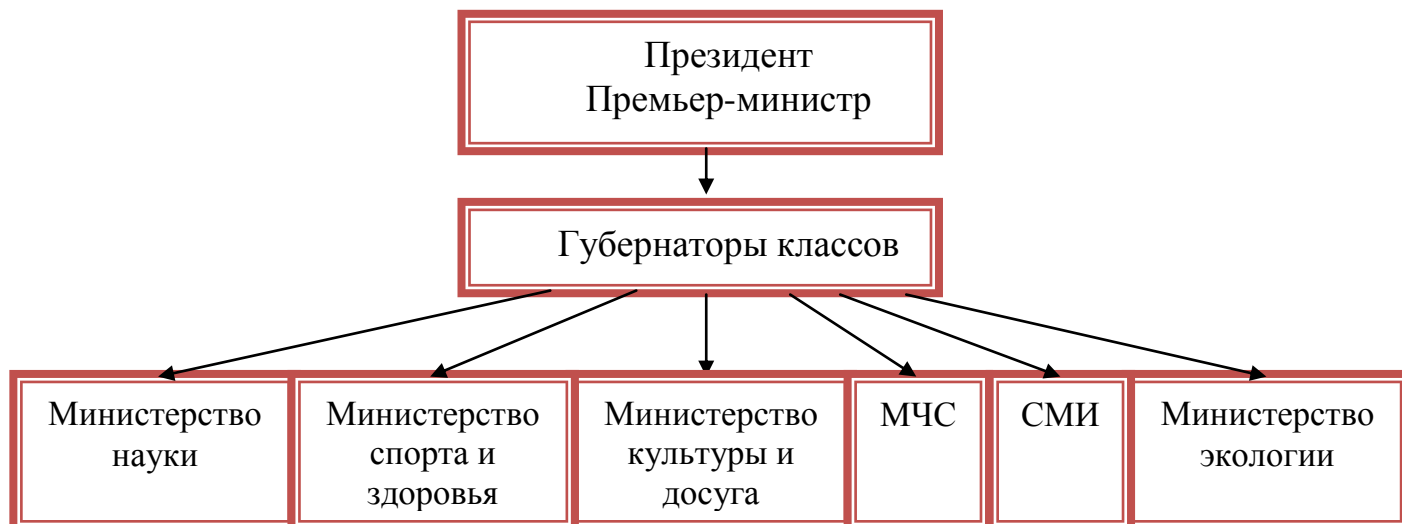 Президент
Премьер-министр
Губернаторы классов
Министерство
науки
Министерство
спорта и
здоровья
Министерство
культуры и
досуга
МЧС
СМИ
Министерство
экологии